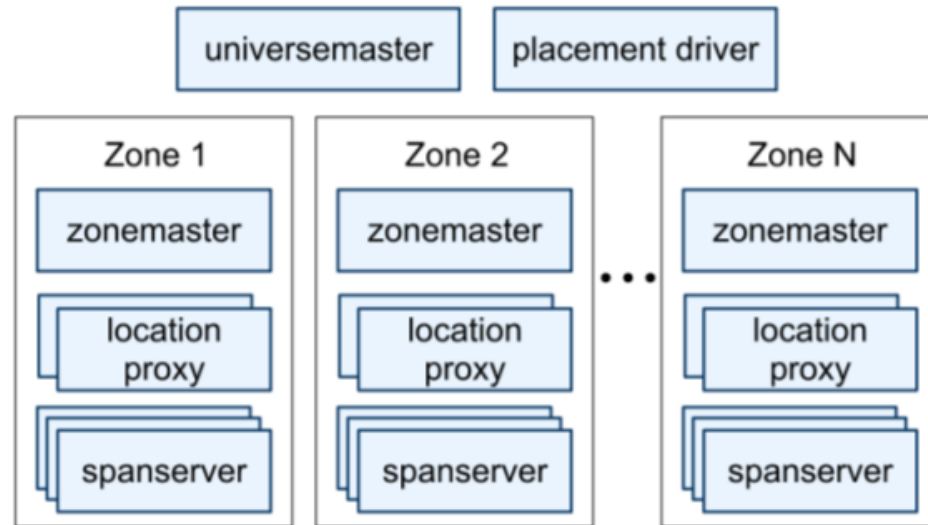 universemaster placement driver
Zone 1 Zone 2 Zone N
zonemaster zonemaster zonemaster
...
location location location
proxy proxy proxy
spanserver spanserver spanserver